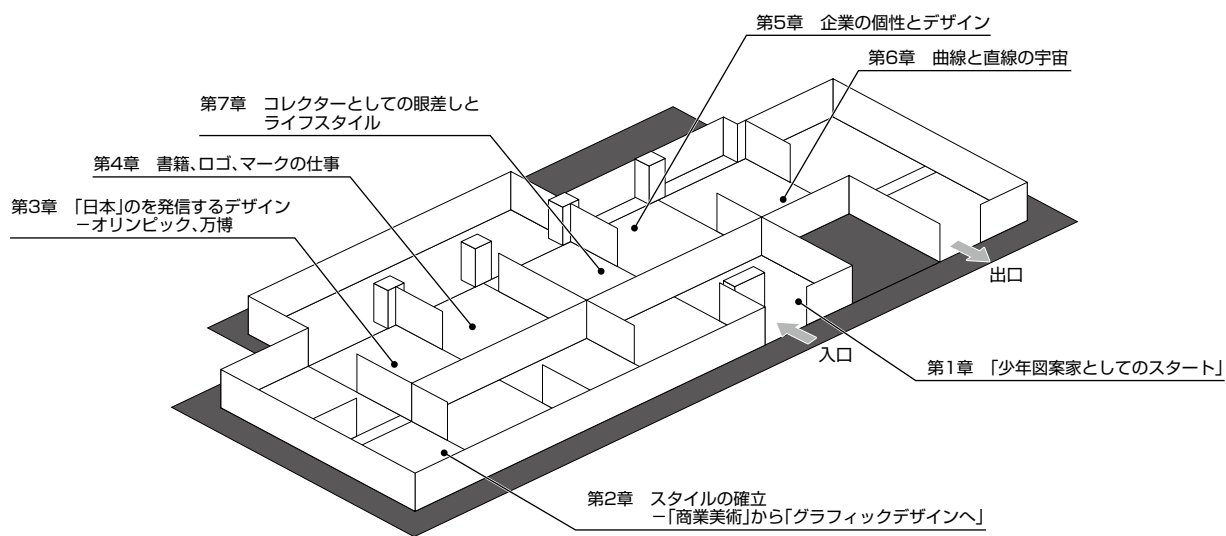 第5章 企業の個性とデザイン
第6章 曲線と直線の宇宙
第7章 コレクターとしての眼差しと
ライフスタイル
第4章 書籍、ロゴ、マークの仕事
第3章 「日本」のを発信するデザイン
－オリンピック、万博
出口
入口
第1章 「少年図案家としてのスタート」
第2章 スタイルの確立
－「商業美術」から「グラフィックデザインへ」